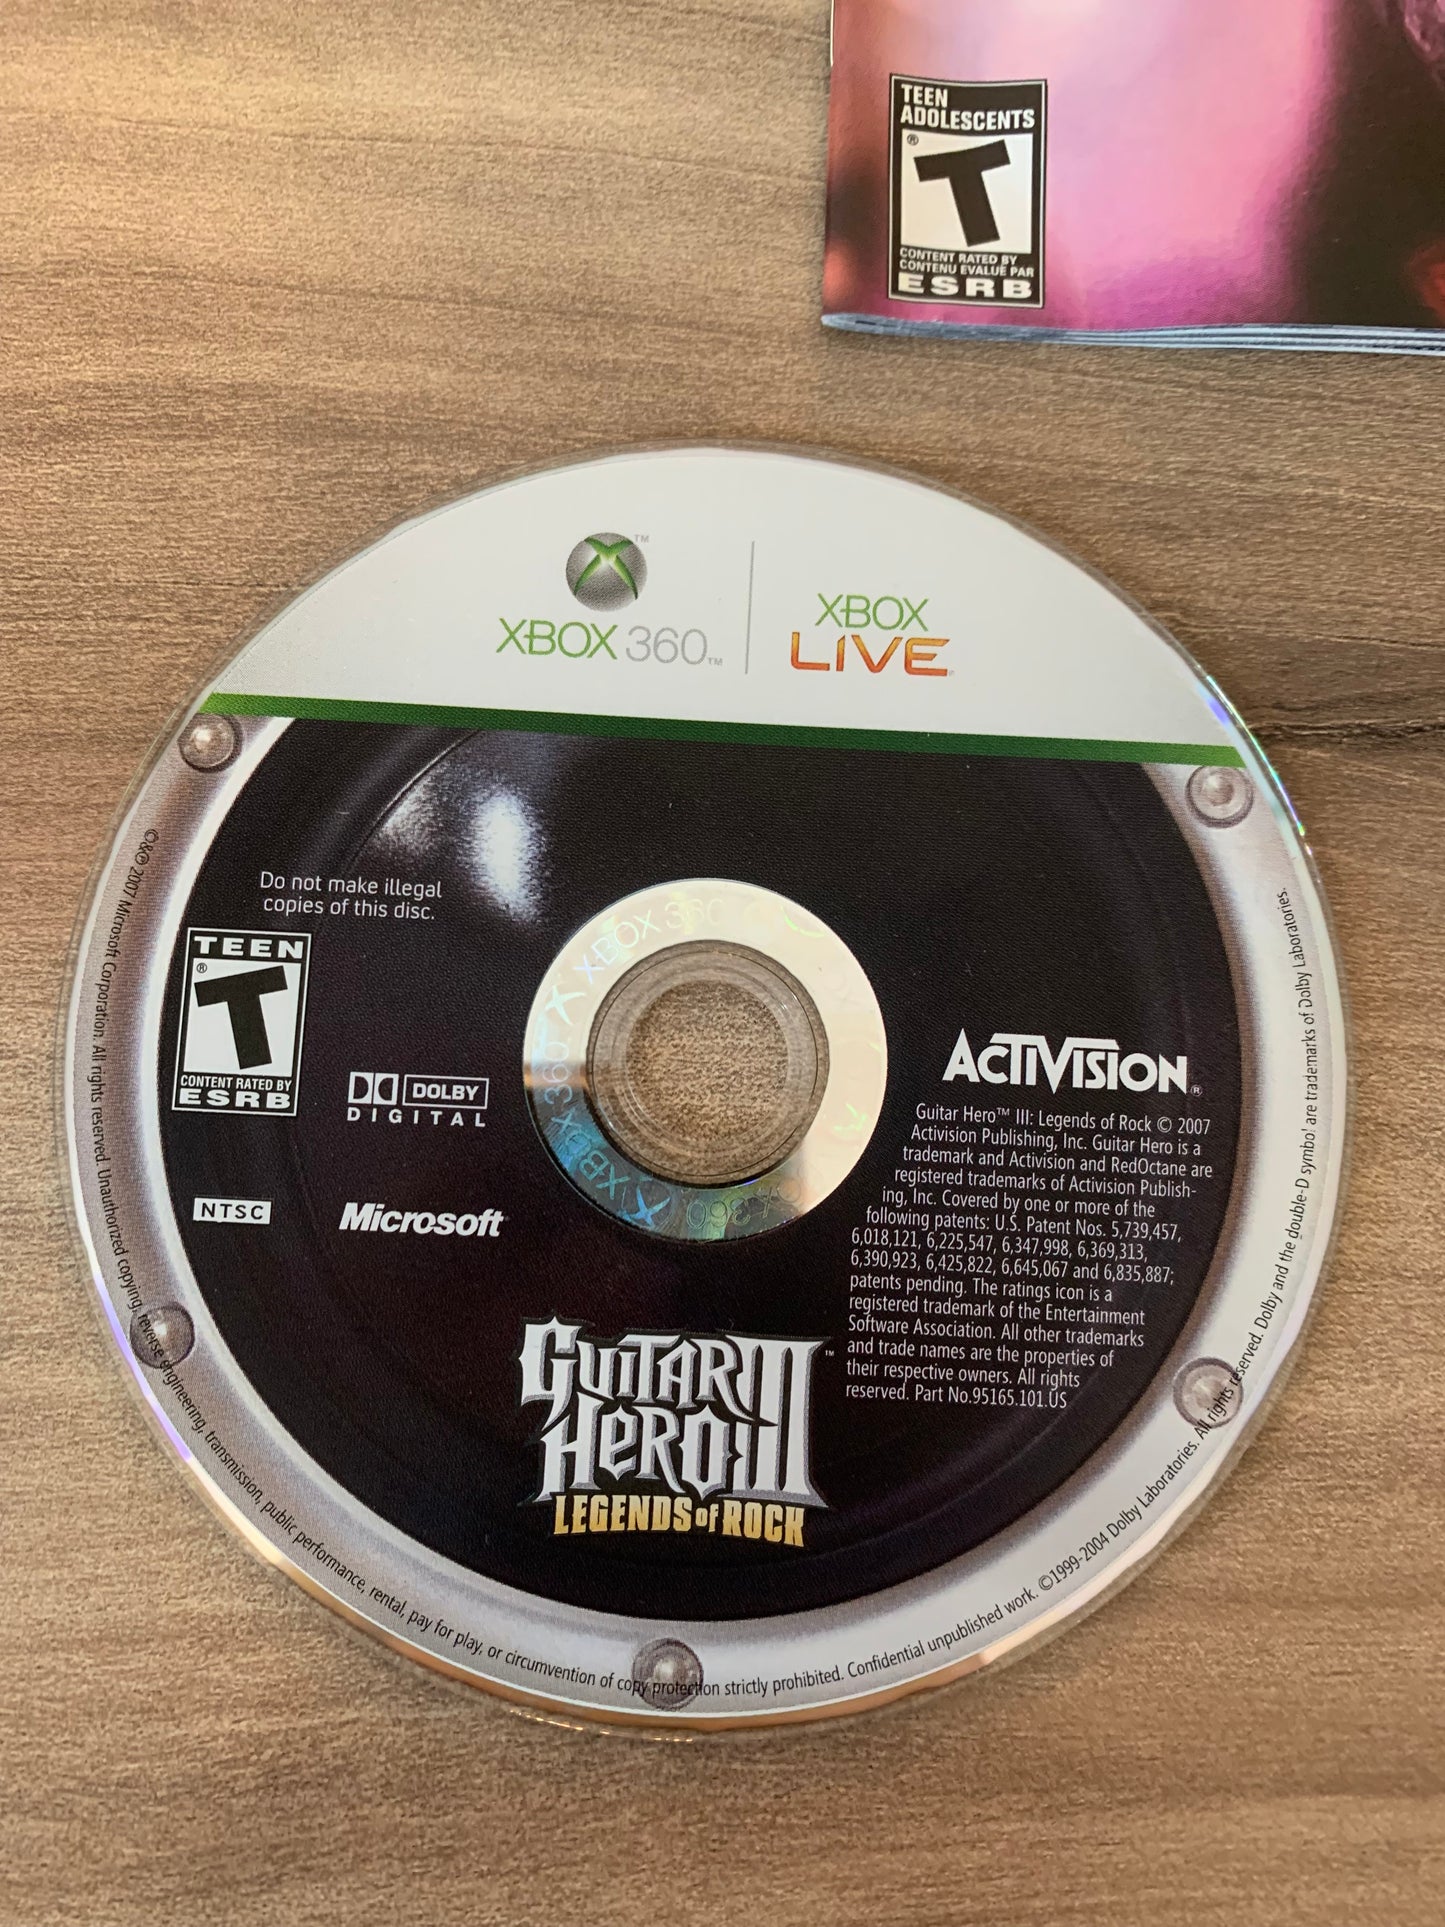 TEEN
ADOLESCENTS
®
T
CONTENT RATED BY
CONTENU ÉVALUÉ PAR
ESRB
XBOX 360™
XBOX
LIVE
Do not make illegal
copies of this disc.
TEEN
®
T
CONTENT RATED BY
ESRB
DOLBY
DIGITAL
NTSC
Microsoft
XBOX 360
ACTIVISION®
Guitar Hero™ III: Legends of Rock © 2007
Activision Publishing, Inc. Guitar Hero is a
trademark and Activision and RedOctane are
registered trademarks of Activision Publish-
ing, Inc. Covered by one or more of the
following patents: U.S. Patent Nos. 5,739,457,
6,018,121, 6,225,547, 6,347,998, 6,369,313,
6,390,923, 6,425,822, 6,645,067 and 6,835,887;
patents pending. The ratings icon is a
registered trademark of the Entertainment
Software Association. All other trademarks
and trade names are the properties of
their respective owners. All rights
reserved. Part No.95165.101.US
GUITAR
HERO III™
LEGENDS of ROCK
©&℗ 2007 Microsoft Corporation. All rights reserved. Unauthorized copying, reverse engineering, transmission, public performance, rental, pay for play, or circumvention of copy protection strictly prohibited. Confidential unpublished work. ©1999-2004 Dolby Laboratories. All rights reserved. Dolby and the double-D symbol are trademarks of Dolby Laboratories.